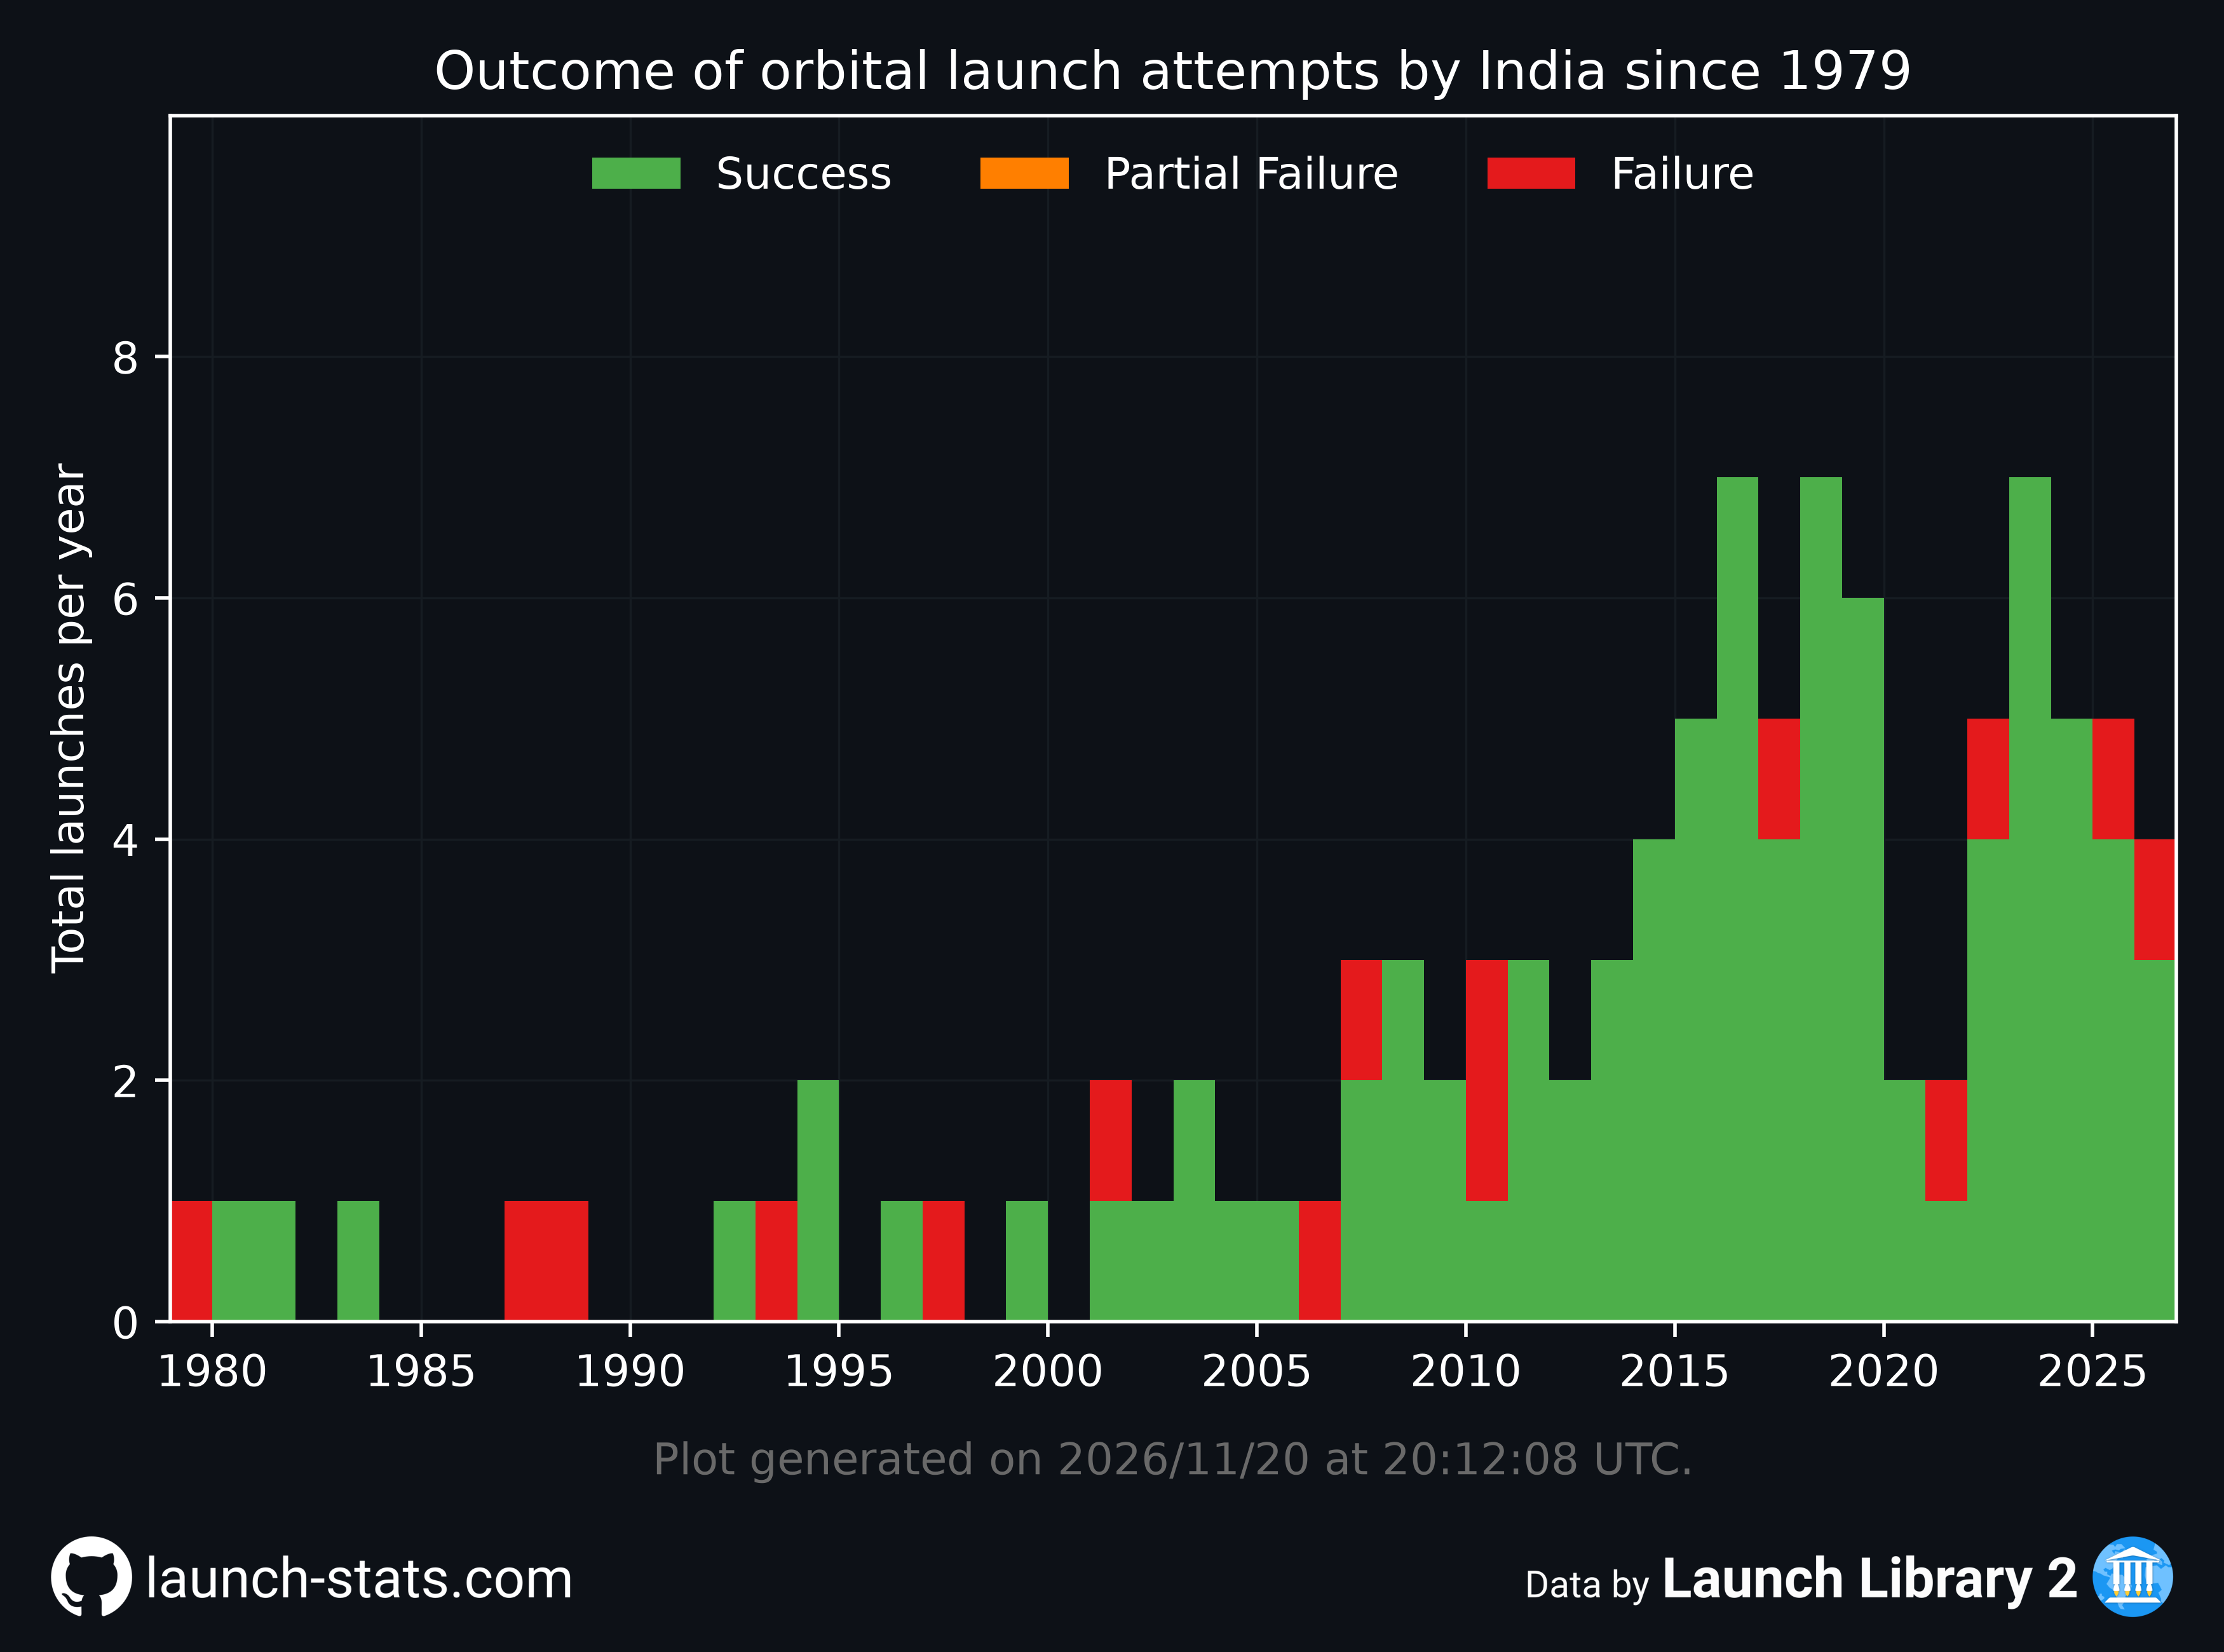 Outcome of orbital launch attempts by India since 1979
Success Partial Failure Failure
Total launches per year
8
6
4
2
0
1980 1985 1990 1995 2000 2005 2010 2015 2020 2025
Plot generated on 2026/11/20 at 20:12:08 UTC.
launch-stats.com
Data by Launch Library 2